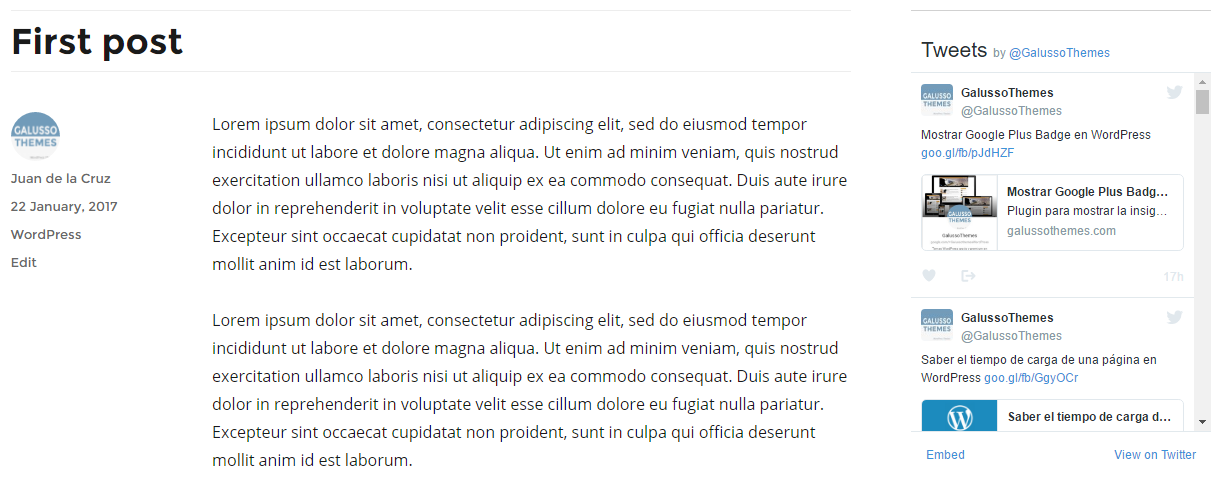 First post
GALUSSO
THEMES
Juan de la Cruz
22 January, 2017
WordPress
Edit
Lorem ipsum dolor sit amet, consectetur adipiscing elit, sed do eiusmod tempor
incididunt ut labore et dolore magna aliqua. Ut enim ad minim veniam, quis nostrud
exercitation ullamco laboris nisi ut aliquip ex ea commodo consequat. Duis aute irure
dolor in reprehenderit in voluptate velit esse cillum dolore eu fugiat nulla pariatur.
Excepteur sint occaecat cupidatat non proident, sunt in culpa qui officia deserunt
mollit anim id est laborum.
Lorem ipsum dolor sit amet, consectetur adipiscing elit, sed do eiusmod tempor
incididunt ut labore et dolore magna aliqua. Ut enim ad minim veniam, quis nostrud
exercitation ullamco laboris nisi ut aliquip ex ea commodo consequat. Duis aute irure
dolor in reprehenderit in voluptate velit esse cillum dolore eu fugiat nulla pariatur.
Excepteur sint occaecat cupidatat non proident, sunt in culpa qui officia deserunt
mollit anim id est laborum.
Tweets by @GalussoThemes
GALUSSO
THEMES
GalussoThemes
@GalussoThemes
Mostrar Google Plus Badge en WordPress
goo.gl/fb/pJdHZF
GALUSSO
THEMES
GalussoThemes
Mostrar Google Plus Badg…
Plugin para mostrar la insig…
galussothemes.com
17h
GALUSSO
THEMES
GalussoThemes
@GalussoThemes
Saber el tiempo de carga de una página en
WordPress goo.gl/fb/GgyOCr
Saber el tiempo de carga d…
Embed
View on Twitter